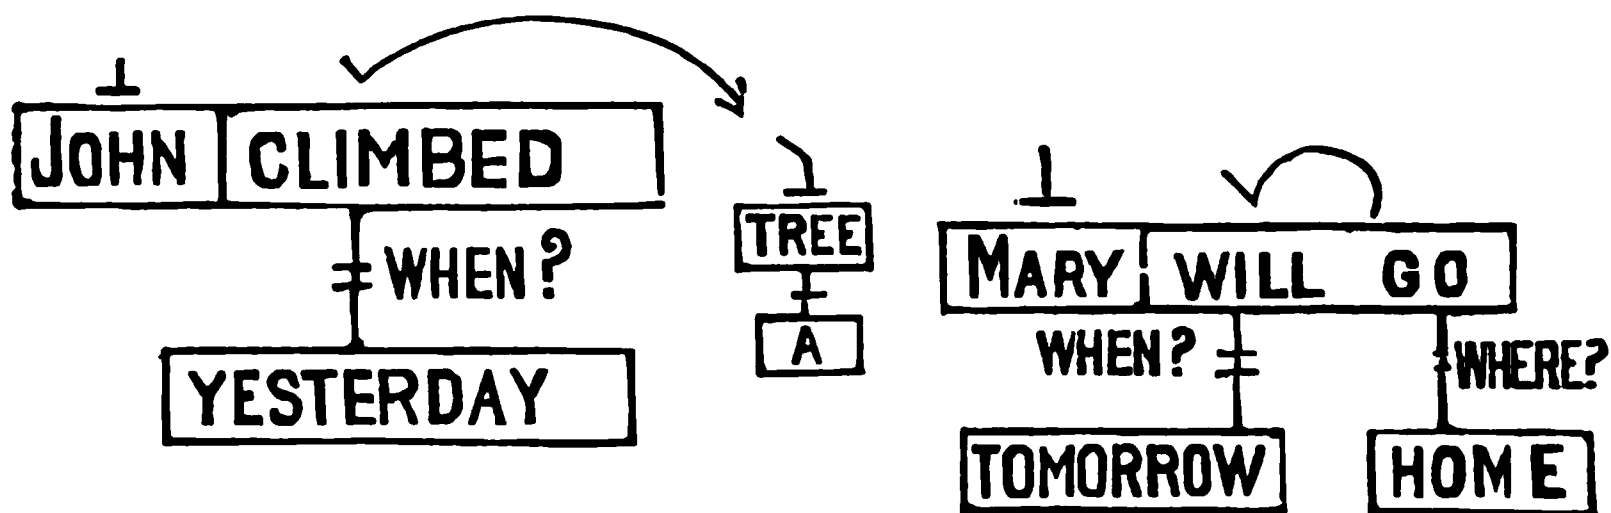 JOHN CLIMBED
WHEN?
YESTERDAY
TREE
A
MARY WILL GO
WHEN?
WHERE?
TOMORROW
HOME